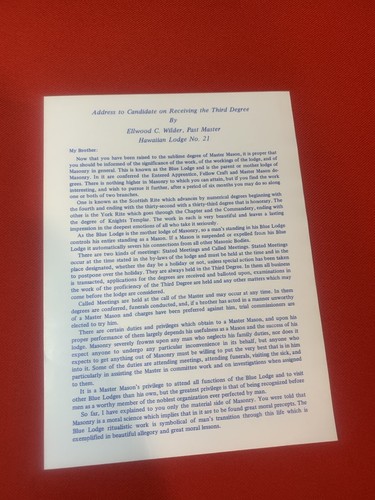 Address to Candidate on Receiving the Third Degree
By
Ellwood C. Wilder, Past Master
Hawaiian Lodge No. 21
My Brother:
Now that you have been raised to the sublime degree of Master Mason, it is proper that
you should be informed of the significance of the week, of the workings of the lodge, and of
Masonry in general. This is known as the Blue Lodge and is the parent or mother lodge of
Masonry. In it are conferred the Entered Apprentice, Fellow Craft and Master Mason de-
grees. There is nothing higher in Masonry to which you can attain, but if you find the work
interesting, and wish to pursue it further, after a period of six months you may do so along
one or both of two branches.
One is known as the Scottish Rite which advances by numerical degrees beginning with
the fourth and ending with the thirty-second with a thirty-third degree that is honorary. The
other is the York Rite which goes through the Chapter and the Commandery, ending with
the degree of Knights Templar. The work in each is very beautiful and leaves a lasting
impression in the deepest emotions of all who take it seriously.
As the Blue Lodge is the mother lodge of Masonry, so a man's standing in his Blue Lodge
controls his entire standing as a Mason. If a Mason is suspended or expelled from his Blue
Lodge it automatically severs his connections from all other Masonic Bodies.
There are two kinds of meetings: Stated Meetings and Called Meetings. Stated Meetings
occur at the time stated in the by-laws of the lodge and must be held at the time and in the
place designated, whether the day be a holiday or not, unless special action has been taken
to postpone over the holiday. They are always held in the Third Degree. In them all business
is transacted, applications for the degrees are received and balloted upon, examinations in
the work of the proficiency of the Third Degree are held and any other matters which may
come before the lodge are considered.
Called Meetings are held at the call of the Master and may occur at any time. In them
degrees are conferred, funerals conducted, and, if a brother has acted in a manner unworthy
of a Master Mason and charges have been preferred against him, trial commissioners are
elected to try him.
There are certain duties and privileges which obtain to a Master Mason, and upon his
proper performance of them largely depends his usefulness as a Mason and the success of his
lodge. Masonry severely frowns upon any man who neglects his family duties, nor does it
expect anyone to undergo any particular inconvenience in its behalf, but anyone who
expects to get anything out of Masonry must be willing to put the very best that is in him
into it. Some of the duties are attending meetings, attending funerals, visiting the sick, and
particularly in assisting the Master in committee work and on investigations when assigned
to them.
It is a Master Mason's privilege to attend all functions of the Blue Lodge and to visit
other Blue Lodges than his own, but the greatest privilege is that of being recognized before
men as a worthy member of the noblest organization ever perfected by man.
So far, I have explained to you only the material side of Masonry. You were told that
Masonry is a moral science which implies that in it are to be found great moral precepts. The
Blue Lodge ritualistic work is symbolical of man's transition through this life which is
exemplified in beautiful allegory and great moral lessons.